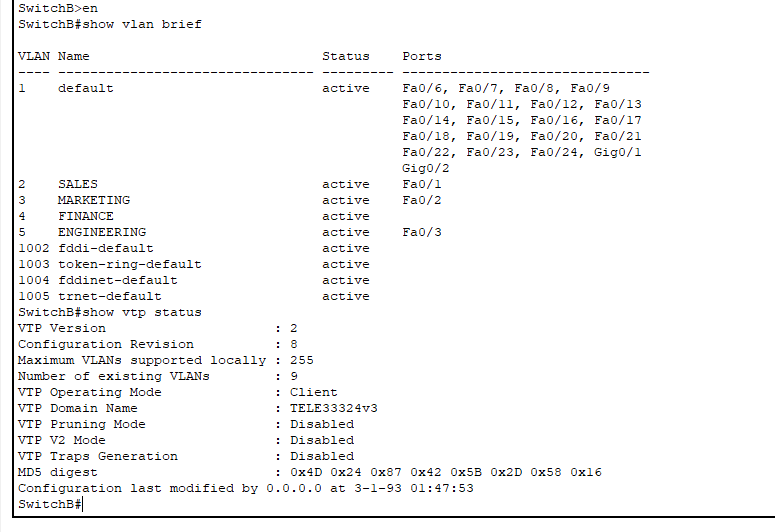 SwitchB>en
SwitchB#show vlan brief
VLAN Name                             Status    Ports
---- -------------------------------- --------- -------------------------------
1    default                          active    Fa0/6, Fa0/7, Fa0/8, Fa0/9
                                                Fa0/10, Fa0/11, Fa0/12, Fa0/13
                                                Fa0/14, Fa0/15, Fa0/16, Fa0/17
                                                Fa0/18, Fa0/19, Fa0/20, Fa0/21
                                                Fa0/22, Fa0/23, Fa0/24, Gig0/1
                                                Gig0/2
2    SALES                            active    Fa0/1
3    MARKETING                        active    Fa0/2
4    FINANCE                          active
5    ENGINEERING                      active    Fa0/3
1002 fddi-default                     active
1003 token-ring-default               active
1004 fddinet-default                  active
1005 trnet-default                    active
SwitchB#show vtp status
VTP Version                     : 2
Configuration Revision          : 8
Maximum VLANs supported locally : 255
Number of existing VLANs        : 9
VTP Operating Mode              : Client
VTP Domain Name                 : TELE33324v3
VTP Pruning Mode                : Disabled
VTP V2 Mode                     : Disabled
VTP Traps Generation            : Disabled
MD5 digest                      : 0x4D 0x24 0x87 0x42 0x5B 0x2D 0x58 0x16
Configuration last modified by 0.0.0.0 at 3-1-93 01:47:53
SwitchB#